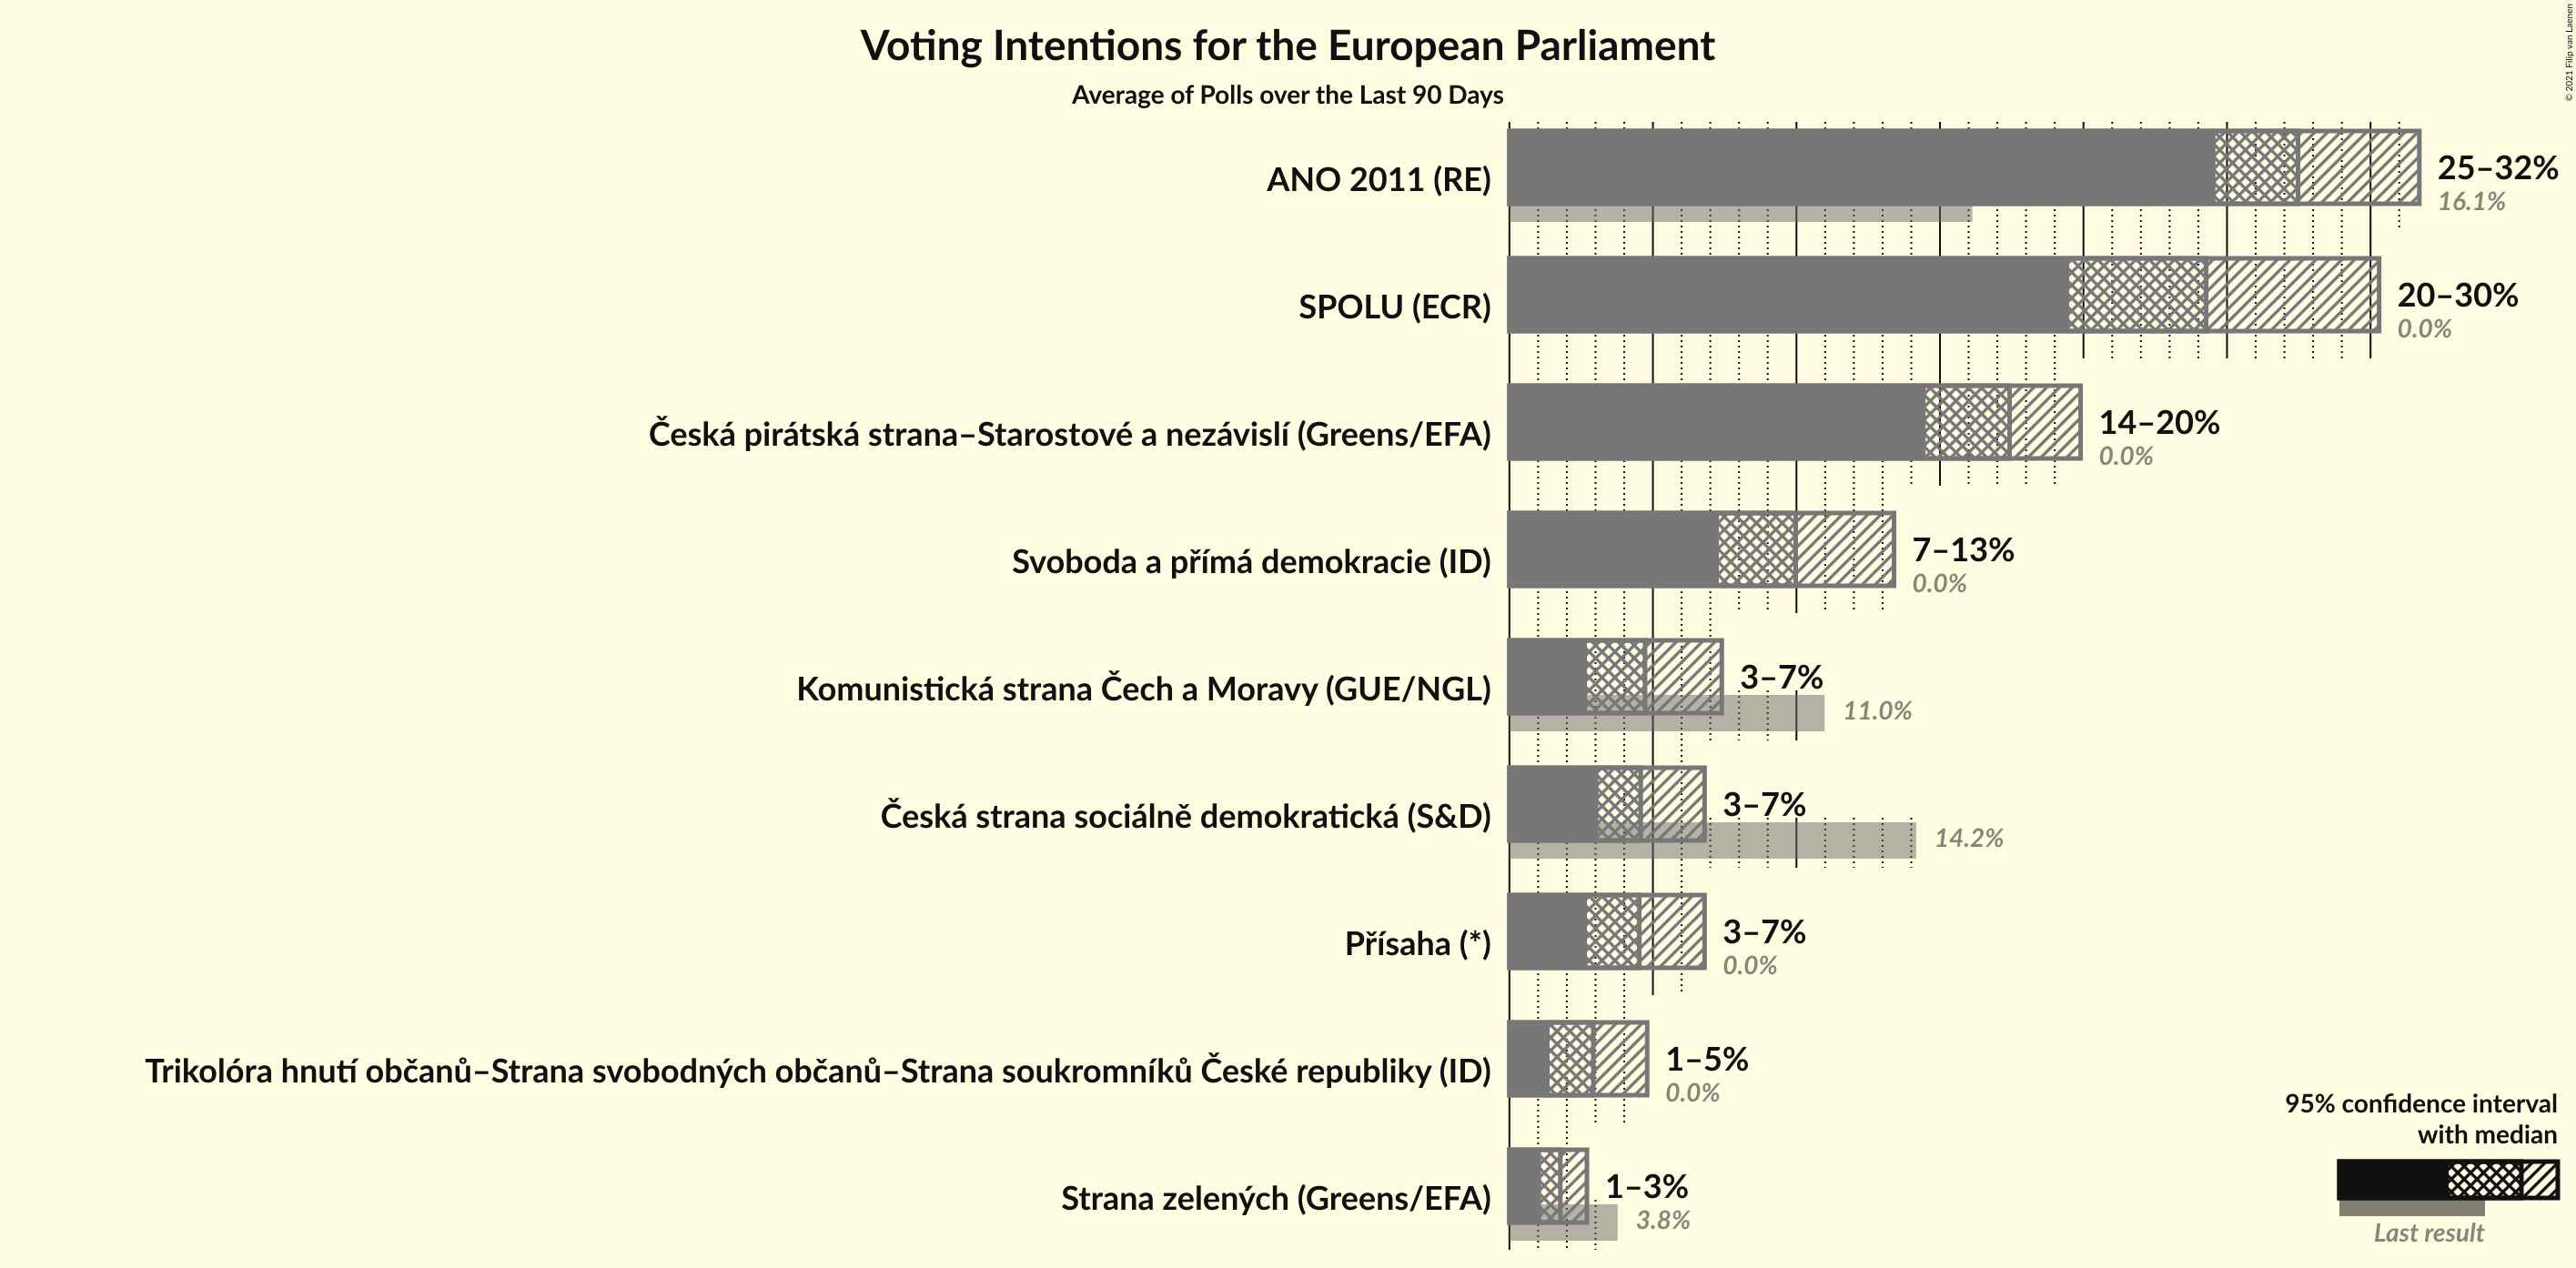 Voting Intentions for the European Parliament
Average of Polls over the Last 90 Days
© 2021 Filip van Laenen
ANO 2011 (RE)
25–32%
16.1%
SPOLU (ECR)
20–30%
0.0%
Česká pirátská strana–Starostové a nezávislí (Greens/EFA)
14–20%
0.0%
Svoboda a přímá demokracie (ID)
7–13%
0.0%
Komunistická strana Čech a Moravy (GUE/NGL)
3–7%
11.0%
Česká strana sociálně demokratická (S&D)
3–7%
14.2%
Přísaha (*)
3–7%
0.0%
Trikolóra hnutí občanů–Strana svobodných občanů–Strana soukromníků České republiky (ID)
1–5%
0.0%
Strana zelených (Greens/EFA)
1–3%
3.8%
95% confidence interval
with median
Last result